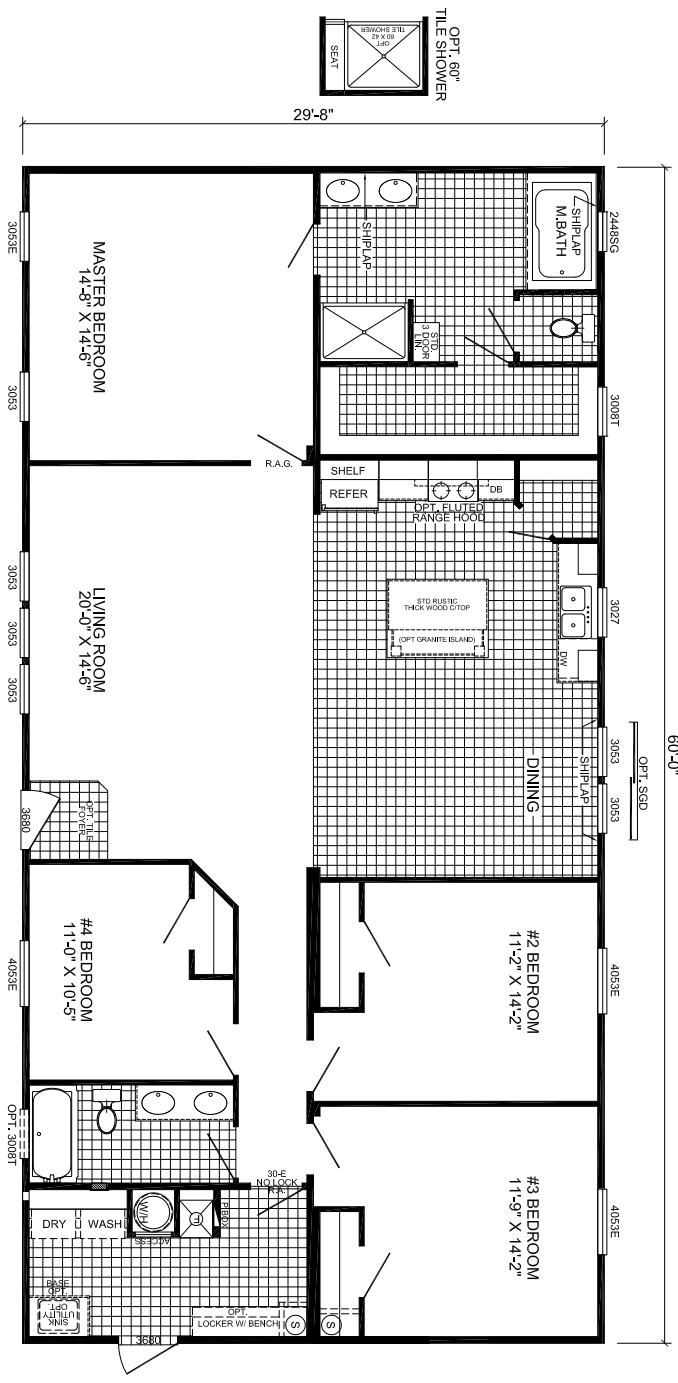 OPT. 60"
TILE SHOWER
OPT
60 X 42
TILE SHOWER
SEAT
29'-8"
60'-0"
3053E
3053
3053
3053
3053
3680
4053E
OPT. 3008T
2448SG
3008T
3027
3053
3053
OPT. SGD
4053E
4053E
MASTER BEDROOM
14'-8" X 14'-6"
SHIPLAP
SHIPLAP
M.BATH
STD.
3 DOOR
LIN.
R.A.G.
SHELF
REFER
DB
OPT. FLUTED
RANGE HOOD
STD RUSTIC
THICK WOOD C/TOP
(OPT GRANITE ISLAND)
DW
LIVING ROOM
20'-0" X 14'-6"
DINING
SHIPLAP
OPT. TILE
FOYER
#4 BEDROOM
11'-0" X 10'-5"
#2 BEDROOM
11'-2" X 14'-2"
#3 BEDROOM
11'-9" X 14'-2"
30-E
NO LOCK
R.A.
DRY
WASH
W/H
ACCESS
P.BOX
BASE
OPT.
OPT.
UTILITY
SINK
OPT.
LOCKER W/ BENCH
S
S
3680